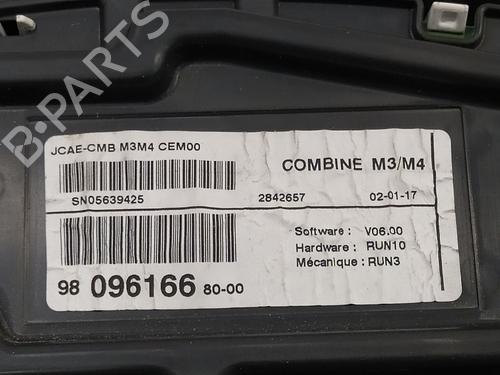 B-PARTS
JCAE-CMB M3M4 CEM00
COMBINE M3/M4
SN05639425
2842657
02-01-17
Software : V06.00
Hardware : RUN10
Mécanique : RUN3
98 096166 80-00